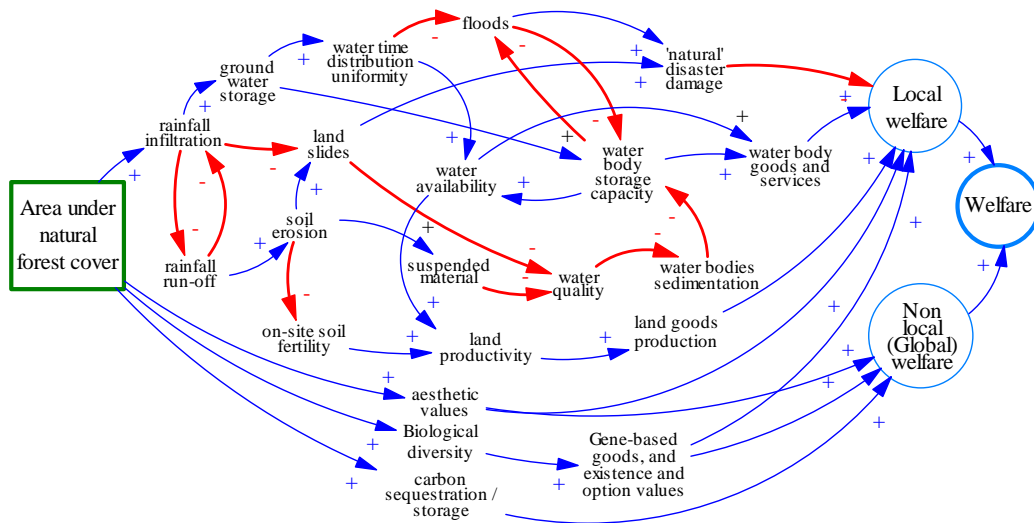 floods
water time
distribution
uniformity
'natural'
disaster
damage
ground
water
storage
Local
welfare
rainfall
infiltration
land
slides
water
body
storage
capacity
water body
goods and
services
water
availability
Area under
natural
forest cover
soil
erosion
Welfare
rainfall
run-off
suspended
material
water
quality
water bodies
sedimentation
on-site soil
fertility
land
productivity
land goods
production
Non
local
(Global)
welfare
aesthetic
values
Biological
diversity
Gene-based
goods, and
existence and
option values
carbon
sequestration /
storage